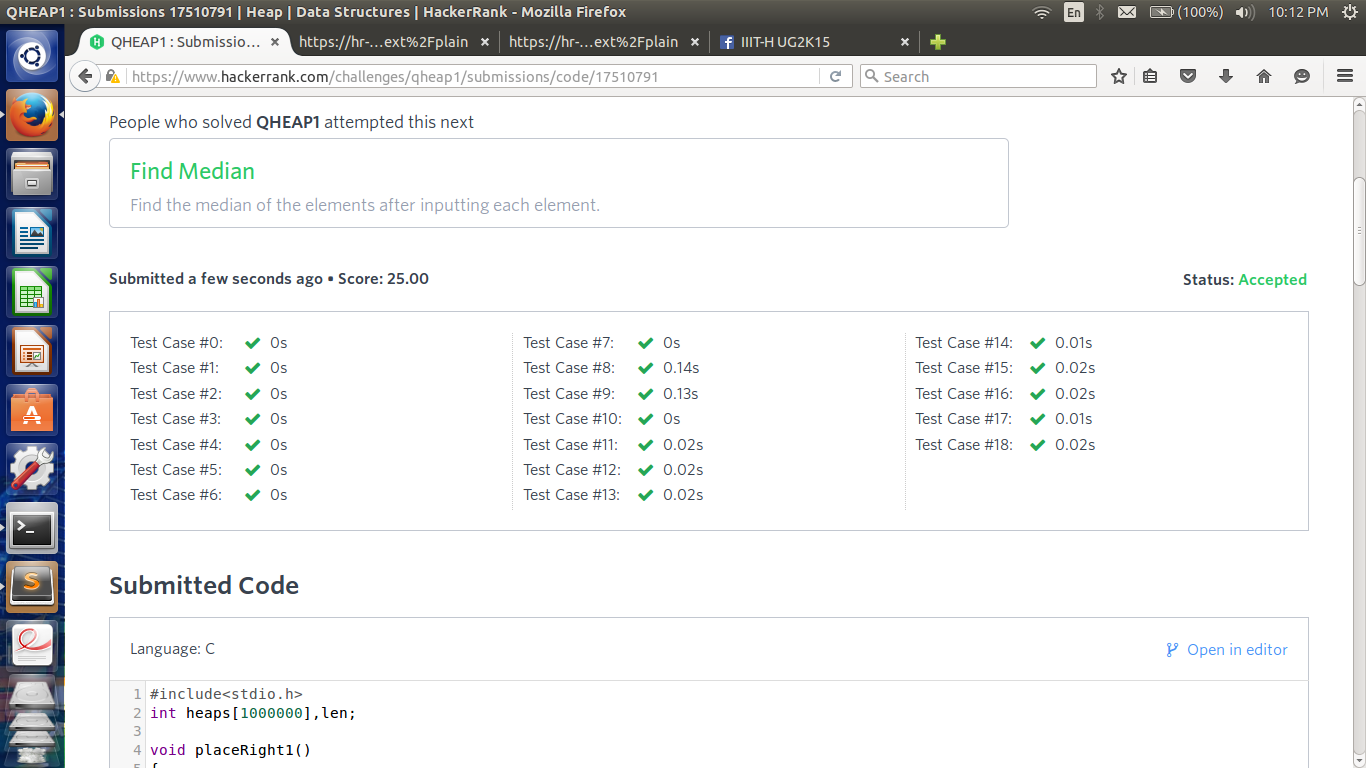 QHEAP1 : Submissions 17510791 | Heap | Data Structures | HackerRank - Mozilla Firefox
En
(100%)
10:12 PM
QHEAP1 : Submissio...
https://hr-...ext%2Fplain
https://hr-...ext%2Fplain
IIIT-H UG2K15
https://www.hackerrank.com/challenges/qheap1/submissions/code/17510791
Search
People who solved QHEAP1 attempted this next
Find Median
Find the median of the elements after inputting each element.
Submitted a few seconds ago ▪ Score: 25.00
Status: Accepted
Test Case #0: ✔ 0s
Test Case #1: ✔ 0s
Test Case #2: ✔ 0s
Test Case #3: ✔ 0s
Test Case #4: ✔ 0s
Test Case #5: ✔ 0s
Test Case #6: ✔ 0s
Test Case #7: ✔ 0s
Test Case #8: ✔ 0.14s
Test Case #9: ✔ 0.13s
Test Case #10: ✔ 0s
Test Case #11: ✔ 0.02s
Test Case #12: ✔ 0.02s
Test Case #13: ✔ 0.02s
Test Case #14: ✔ 0.01s
Test Case #15: ✔ 0.02s
Test Case #16: ✔ 0.02s
Test Case #17: ✔ 0.01s
Test Case #18: ✔ 0.02s
Submitted Code
Language: C
Open in editor
1 #include<stdio.h>
2 int heaps[1000000],len;
3
4 void placeRight1()